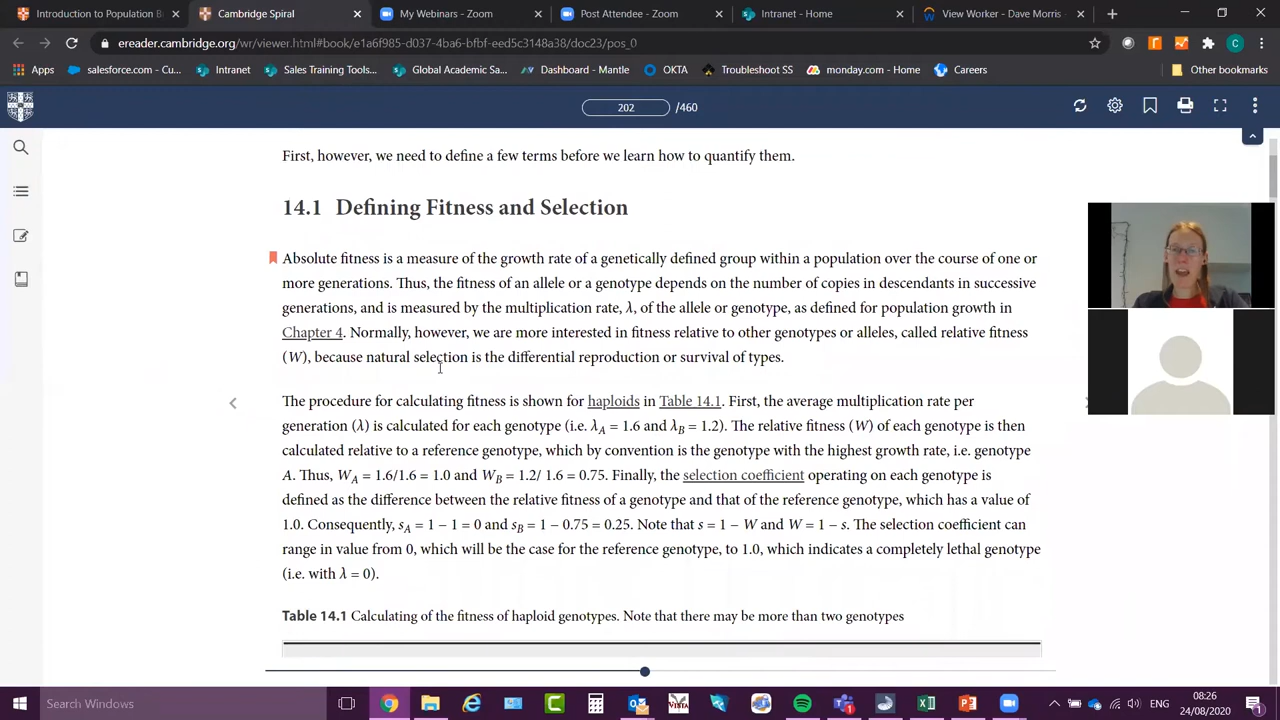 Introduction to Population B
Cambridge Spiral
My Webinars - Zoom
Post Attendee - Zoom
Intranet - Home
View Worker - Dave Morris -
ereader.cambridge.org/wr/viewer.html#book/e1a6f985-d037-4ba6-bfbf-eed5c3148a38/doc23/pos_0
C
Apps
salesforce.com - Cu...
Intranet
Sales Training Tools...
Global Academic Sa...
Dashboard - Mantle
OKTA
Troubleshoot SS
monday.com - Home
Careers
Other bookmarks
202 /460
First, however, we need to define a few terms before we learn how to quantify them.
14.1 Defining Fitness and Selection
Absolute fitness is a measure of the growth rate of a genetically defined group within a population over the course of one or
more generations. Thus, the fitness of an allele or a genotype depends on the number of copies in descendants in successive
generations, and is measured by the multiplication rate, λ, of the allele or genotype, as defined for population growth in
Chapter 4. Normally, however, we are more interested in fitness relative to other genotypes or alleles, called relative fitness
(W), because natural selection is the differential reproduction or survival of types.
The procedure for calculating fitness is shown for haploids in Table 14.1. First, the average multiplication rate per
generation (λ) is calculated for each genotype (i.e. λA = 1.6 and λB = 1.2). The relative fitness (W) of each genotype is then
calculated relative to a reference genotype, which by convention is the genotype with the highest growth rate, i.e. genotype
A. Thus, WA = 1.6/1.6 = 1.0 and WB = 1.2/ 1.6 = 0.75. Finally, the selection coefficient operating on each genotype is
defined as the difference between the relative fitness of a genotype and that of the reference genotype, which has a value of
1.0. Consequently, sA = 1 − 1 = 0 and sB = 1 − 0.75 = 0.25. Note that s = 1 − W and W = 1 − s. The selection coefficient can
range in value from 0, which will be the case for the reference genotype, to 1.0, which indicates a completely lethal genotype
(i.e. with λ = 0).
Table 14.1 Calculating of the fitness of haploid genotypes. Note that there may be more than two genotypes
Search Windows
VISTA
ENG
08:26
24/08/2020